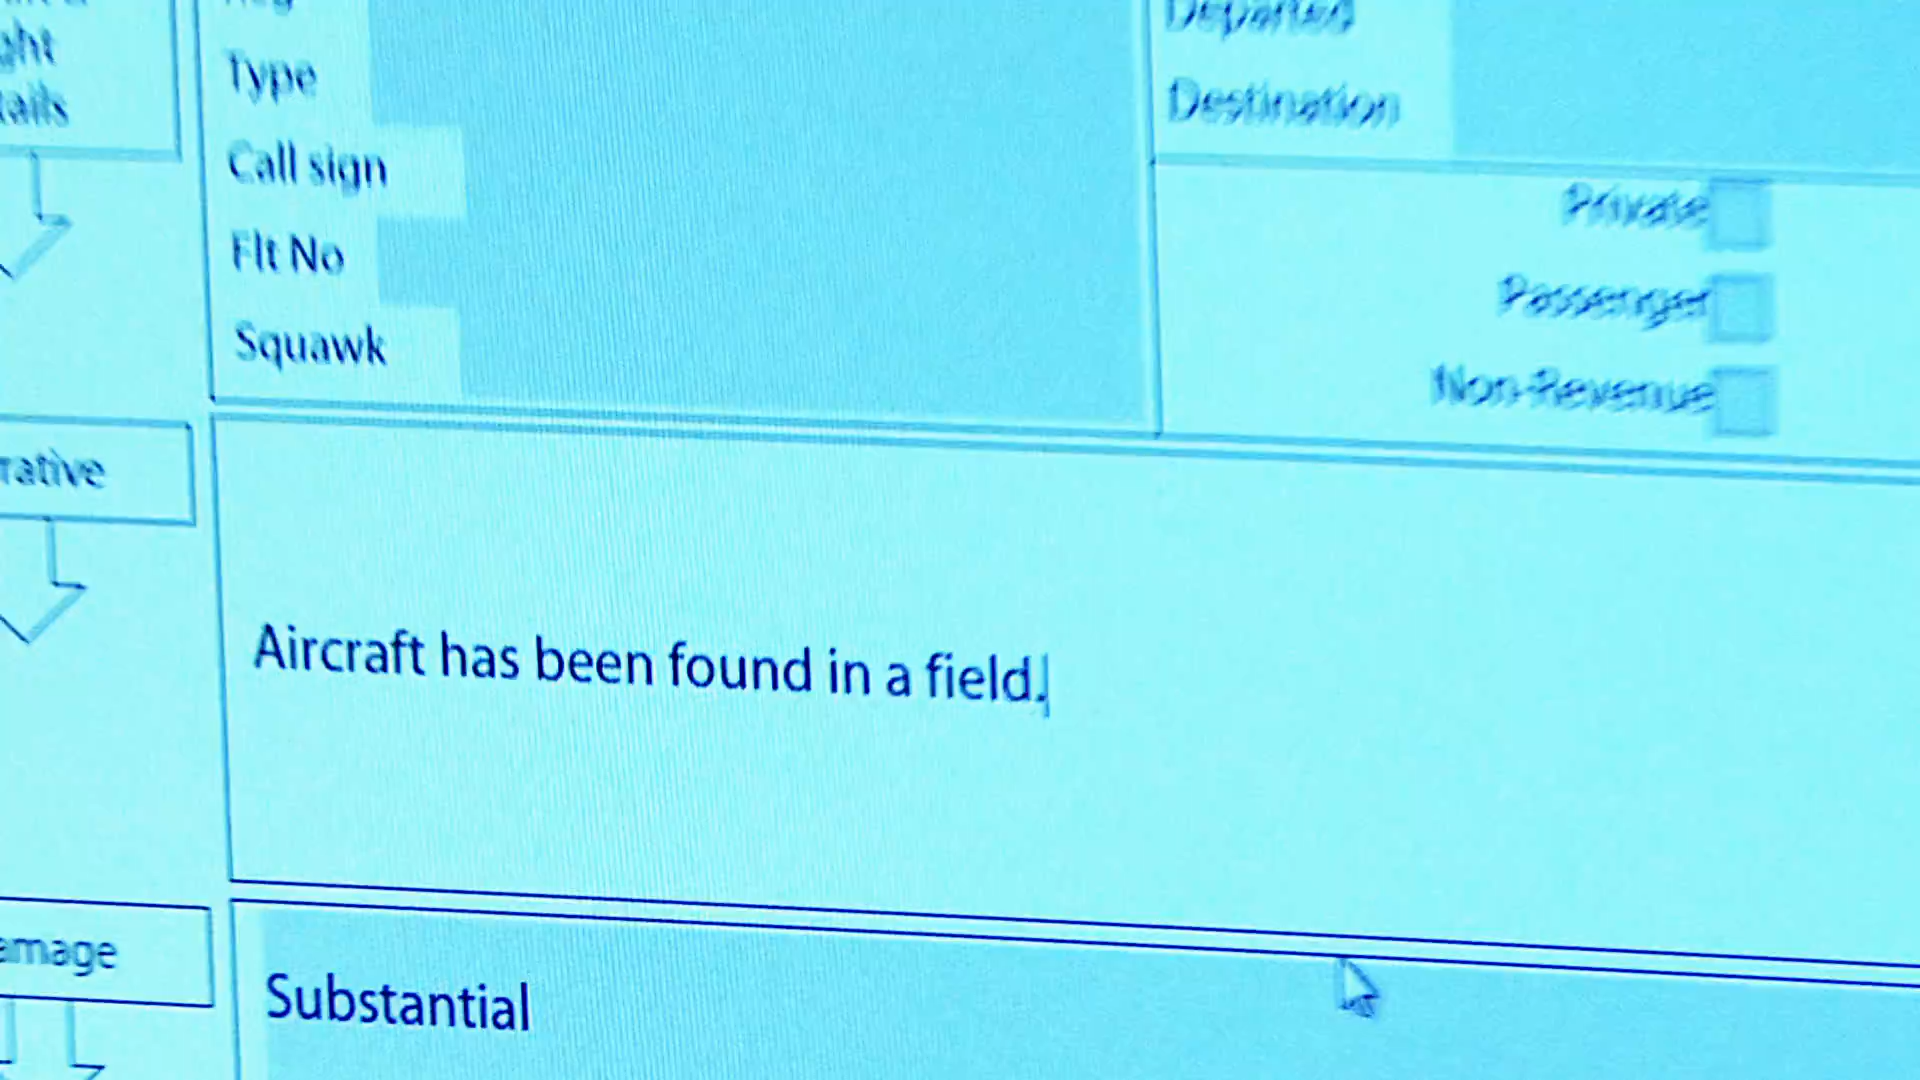 Type
Call sign
Flt No
Squawk
Departed
Destination
Private
Passenger
Non-Revenue
Aircraft has been found in a field.
Substantial